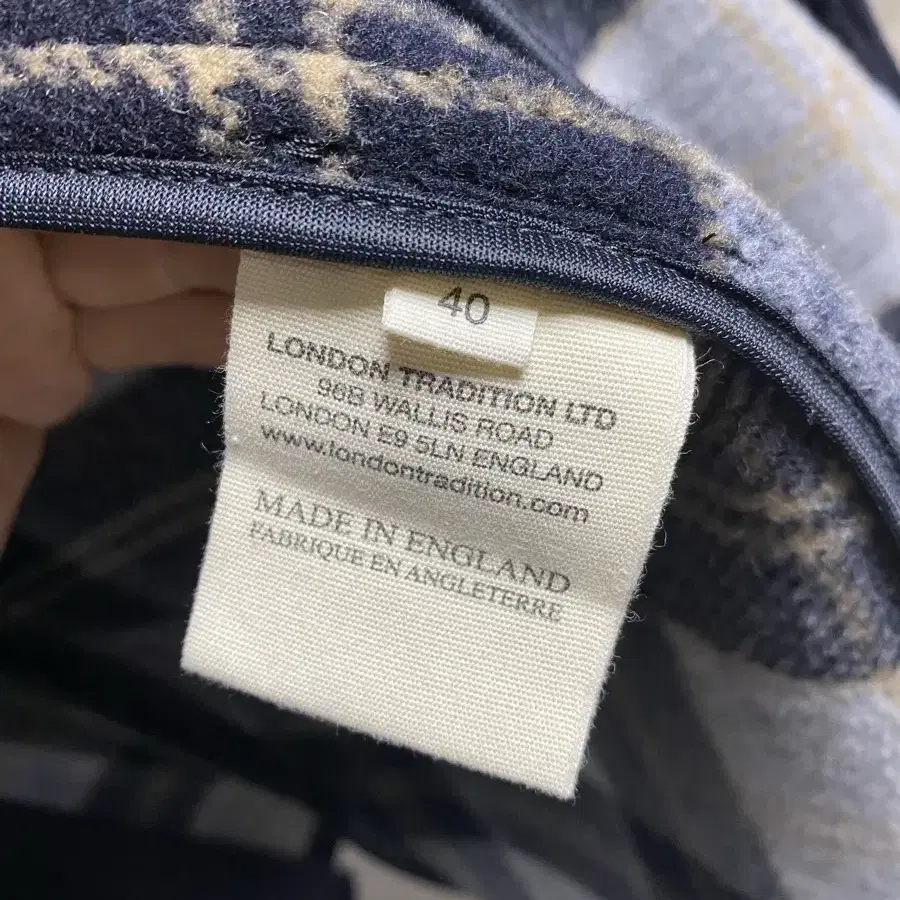 40
LONDON TRADITION LTD
96B WALLIS ROAD
LONDON E9 5LN ENGLAND
www.londontradition.com
MADE IN ENGLAND
FABRIQUE EN ANGLETERRE